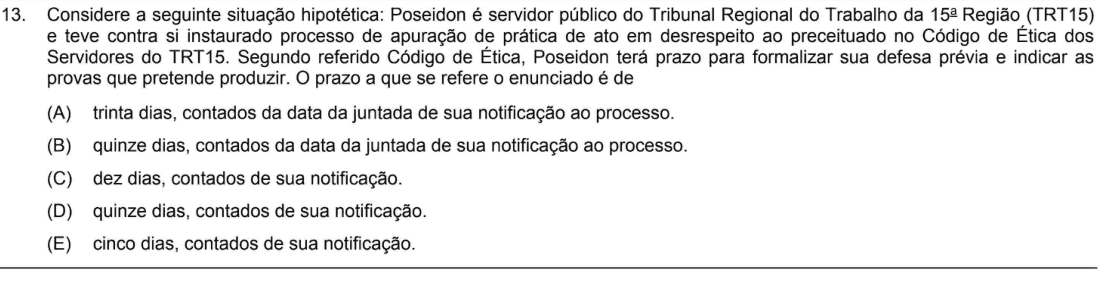 13. Considere a seguinte situação hipotética: Poseidon é servidor público do Tribunal Regional do Trabalho da 15ª Região (TRT15)
e teve contra si instaurado processo de apuração de prática de ato em desrespeito ao preceituado no Código de Ética dos
Servidores do TRT15. Segundo referido Código de Ética, Poseidon terá prazo para formalizar sua defesa prévia e indicar as
provas que pretende produzir. O prazo a que se refere o enunciado é de
(A) trinta dias, contados da data da juntada de sua notificação ao processo.
(B) quinze dias, contados da data da juntada de sua notificação ao processo.
(C) dez dias, contados de sua notificação.
(D) quinze dias, contados de sua notificação.
(E) cinco dias, contados de sua notificação.